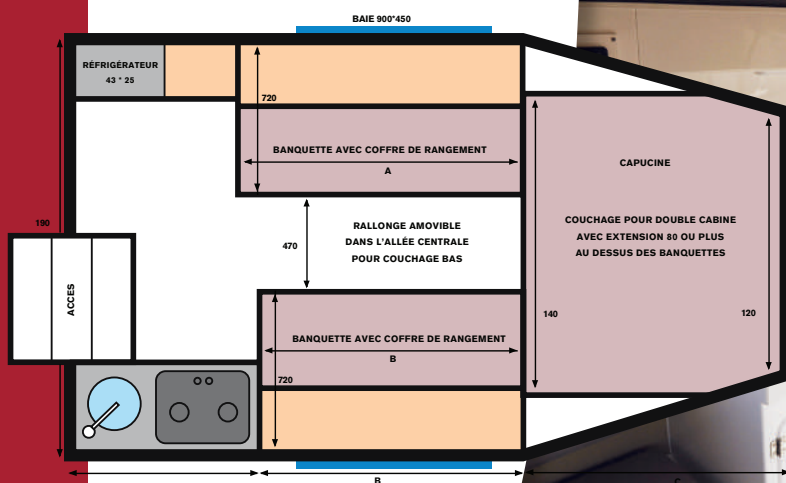 BAIE 900*450
RÉFRIGÉRATEUR
43 * 25
720
BANQUETTE AVEC COFFRE DE RANGEMENT
A
CAPUCINE
190
470
RALLONGE AMOVIBLE
DANS L'ALLÉE CENTRALE
POUR COUCHAGE BAS
COUCHAGE POUR DOUBLE CABINE
AVEC EXTENSION 80 OU PLUS
AU DESSUS DES BANQUETTES
ACCES
140
120
BANQUETTE AVEC COFFRE DE RANGEMENT
B
720
B
C